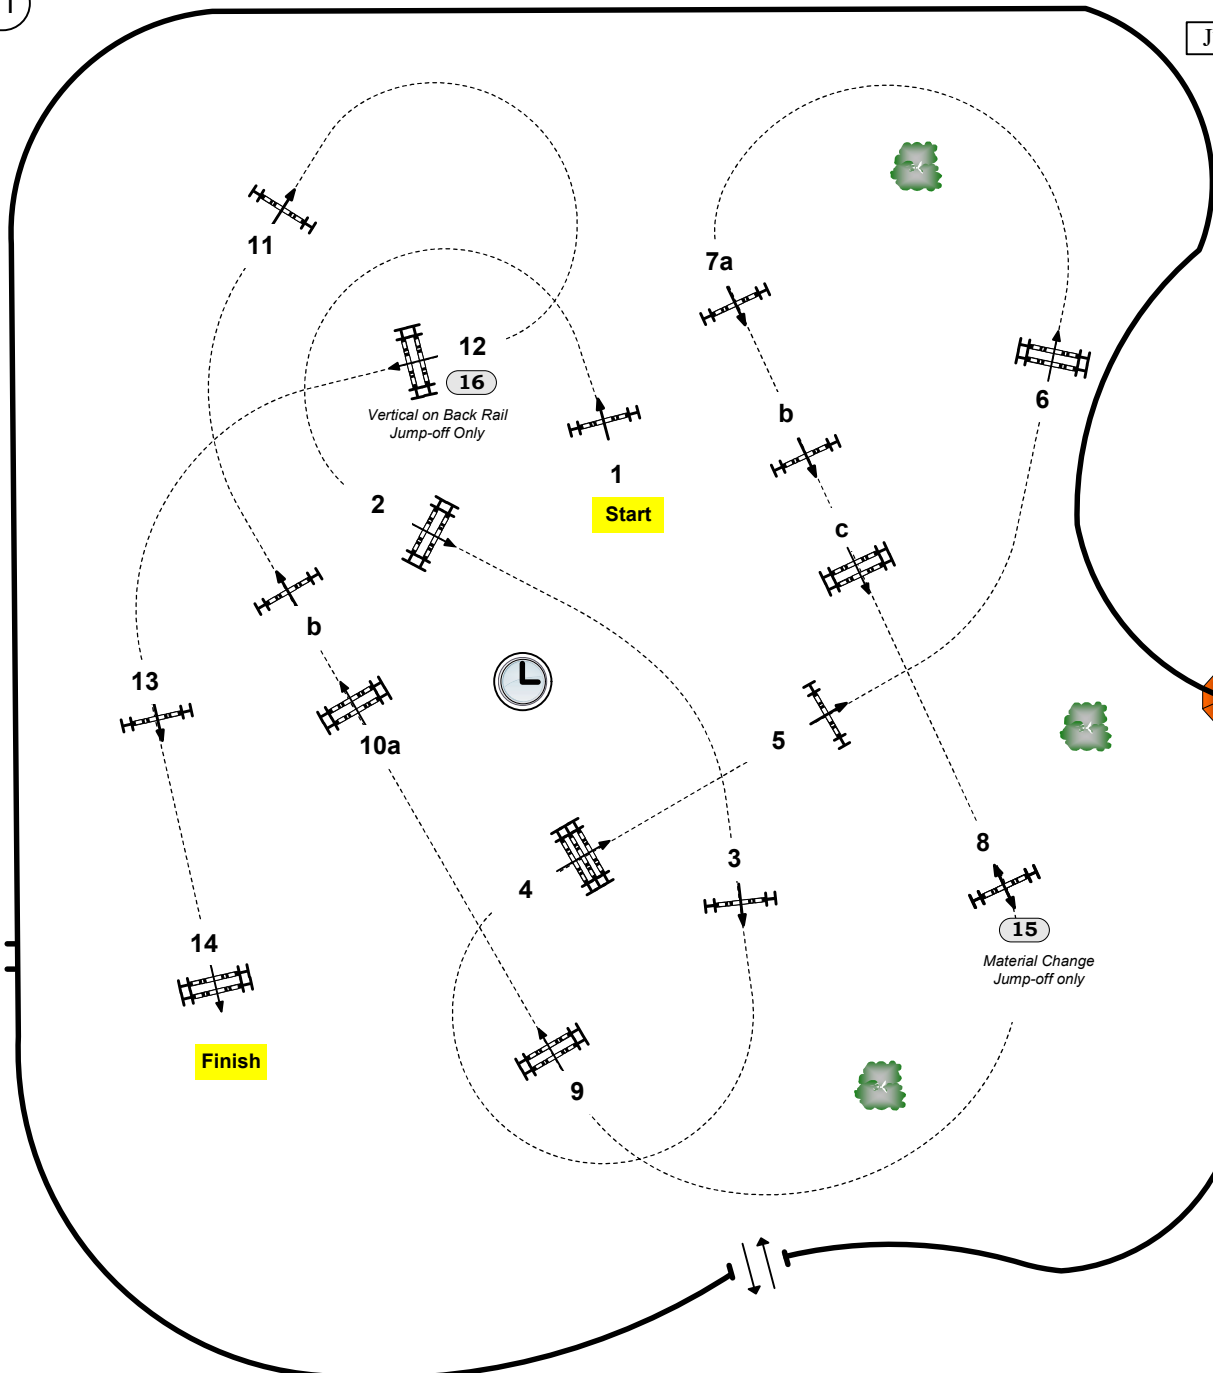 J
11
7a
12
16
6
Vertical on Back Rail
Jump-off Only
b
1
2
Start
c
b
13
5
10a
3
8
4
15
14
Material Change
Jump-off only
Finish
9